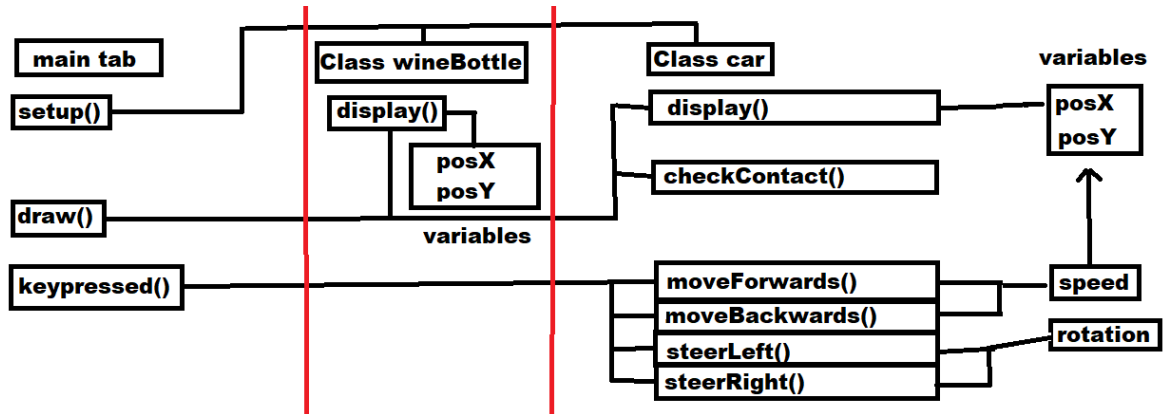 main tab
setup()
draw()
keypressed()
Class wineBottle
display()
posX
posY
variables
Class car
display()
checkContact()
moveForwards()
moveBackwards()
steerLeft()
steerRight()
variables
posX
posY
speed
rotation